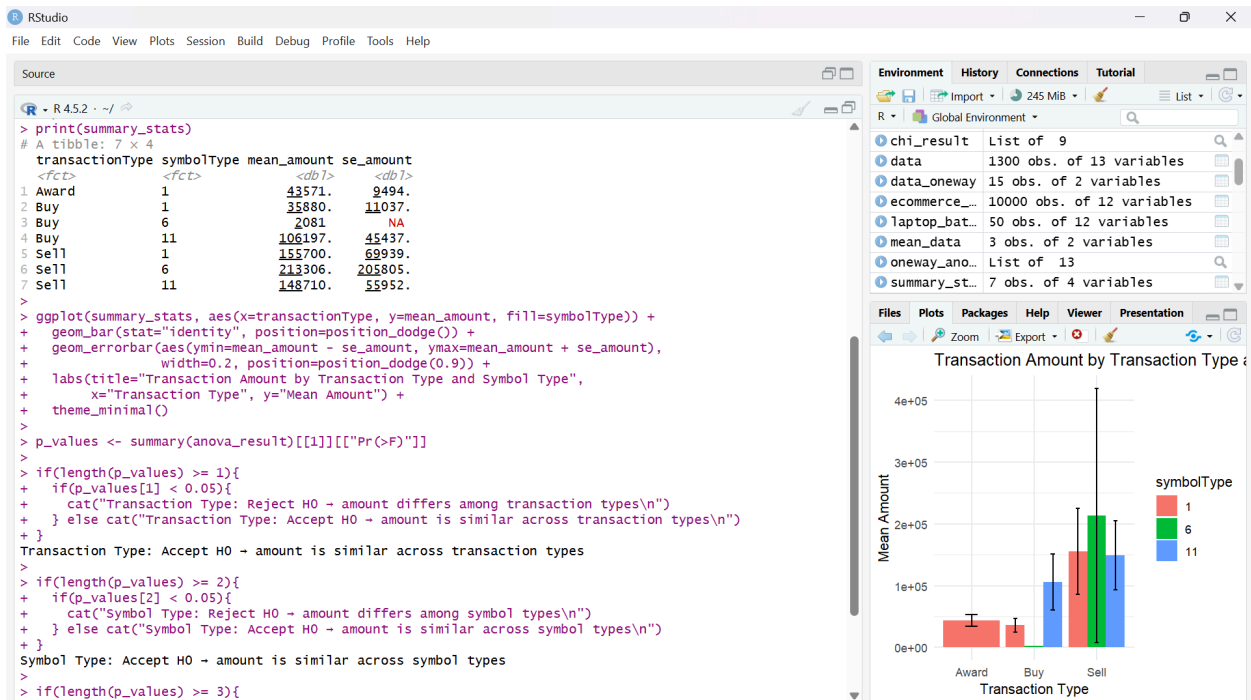 RStudio
File Edit Code View Plots Session Build Debug Profile Tools Help
Source
R 4.5.2 · ~/
> print(summary_stats)
# A tibble: 7 × 4
  transactionType symbolType mean_amount se_amount
  <fct>           <fct>            <dbl>     <dbl>
1 Award           1               43571.     9494.
2 Buy             1               35880.    11037.
3 Buy             6                2081        NA
4 Buy             11             106197.    45437.
5 Sell            1              155700.    69939.
6 Sell            6              213306.   205805.
7 Sell            11             148710.    55952.
>
> ggplot(summary_stats, aes(x=transactionType, y=mean_amount, fill=symbolType)) +
+   geom_bar(stat="identity", position=position_dodge()) +
+   geom_errorbar(aes(ymin=mean_amount - se_amount, ymax=mean_amount + se_amount),
+                 width=0.2, position=position_dodge(0.9)) +
+   labs(title="Transaction Amount by Transaction Type and Symbol Type",
+        x="Transaction Type", y="Mean Amount") +
+   theme_minimal()
>
> p_values <- summary(anova_result)[[1]][["Pr(>F)"]]
>
> if(length(p_values) >= 1){
+   if(p_values[1] < 0.05){
+     cat("Transaction Type: Reject H0 → amount differs among transaction types\n")
+   } else cat("Transaction Type: Accept H0 → amount is similar across transaction types\n")
+ }
Transaction Type: Accept H0 → amount is similar across transaction types
>
> if(length(p_values) >= 2){
+   if(p_values[2] < 0.05){
+     cat("Symbol Type: Reject H0 → amount differs among symbol types\n")
+   } else cat("Symbol Type: Accept H0 → amount is similar across symbol types\n")
+ }
Symbol Type: Accept H0 → amount is similar across symbol types
>
> if(length(p_values) >= 3){
Environment History Connections Tutorial
Import 245 MiB List
R Global Environment
chi_result List of 9
data 1300 obs. of 13 variables
data_oneway 15 obs. of 2 variables
ecommerce_… 10000 obs. of 12 variables
laptop_bat… 50 obs. of 12 variables
mean_data 3 obs. of 2 variables
oneway_ano… List of 13
summary_st… 7 obs. of 4 variables
Files Plots Packages Help Viewer Presentation
Zoom Export
Transaction Amount by Transaction Type a
4e+05
3e+05
2e+05
1e+05
0e+00
Mean Amount
Award Buy Sell
Transaction Type
symbolType
1
6
11